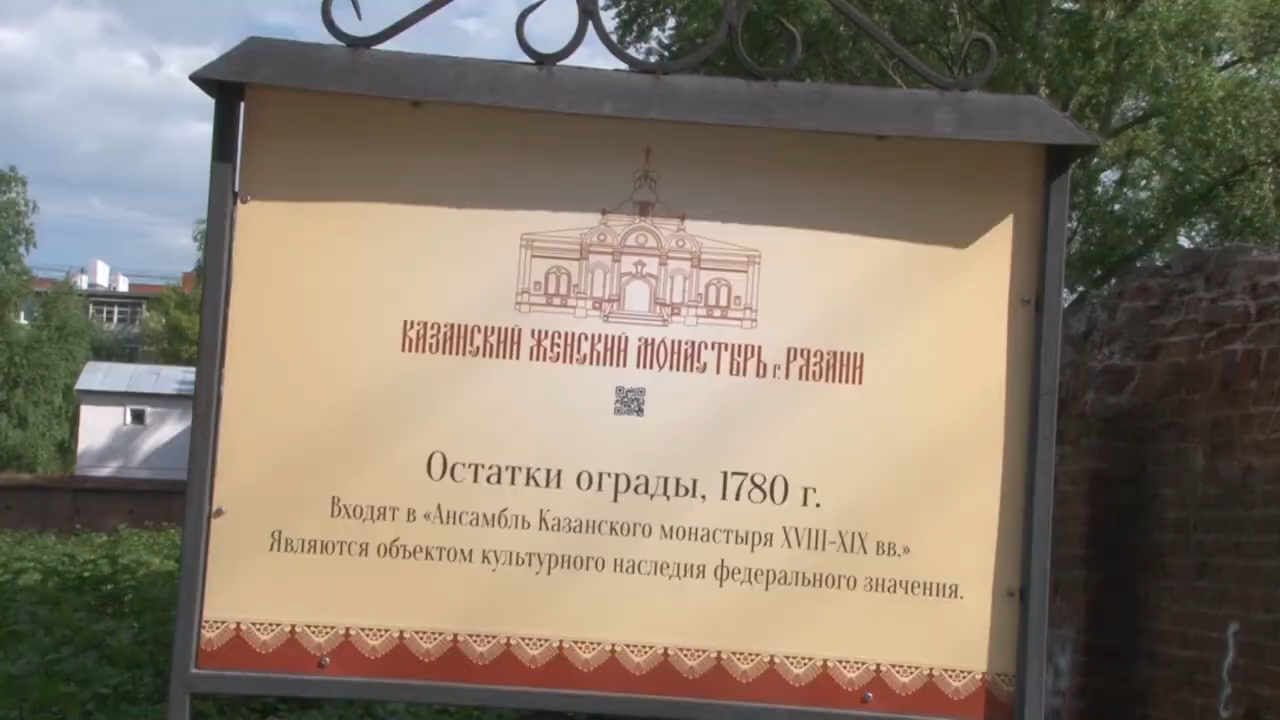 КАЗАНСКИЙ ЖЕНСКИЙ МОНАСТЫРЬ г. РЯЗАНИ
Остатки ограды, 1780 г.
Входят в «Ансамбль Казанского монастыря XVIII-XIX вв.»
Являются объектом культурного наследия федерального значения.